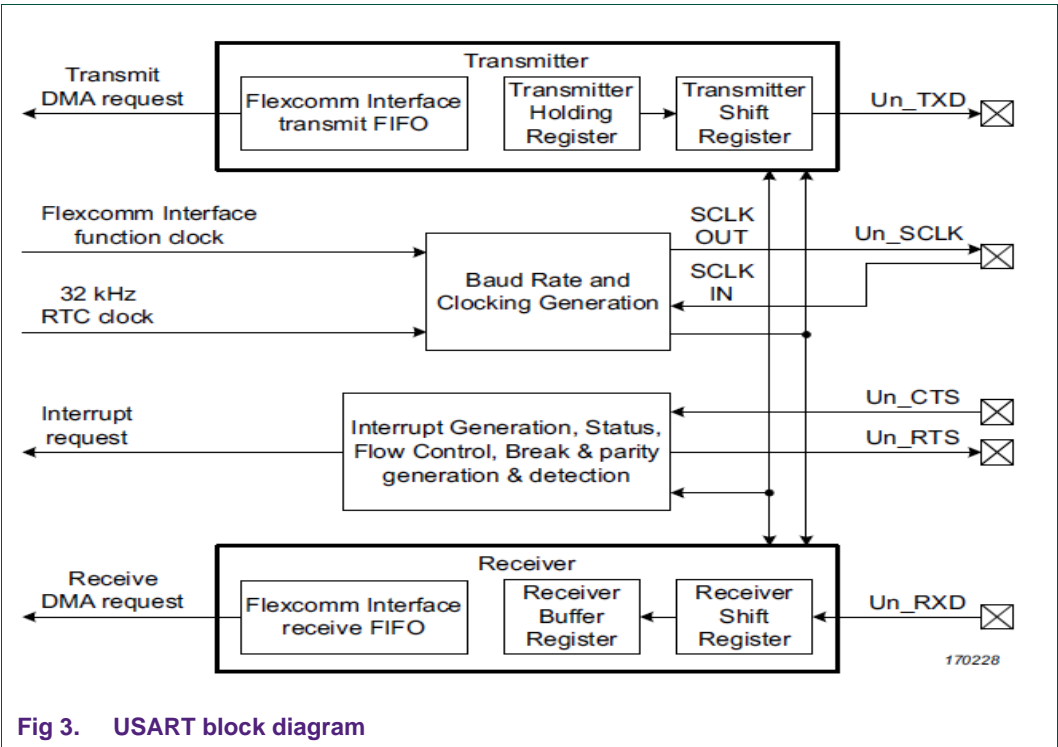 Transmitter
Transmit
DMA request
Flexcomm Interface
transmit FIFO
Transmitter
Holding
Register
Transmitter
Shift
Register
Un_TXD
Flexcomm Interface
function clock
32 kHz
RTC clock
Baud Rate and
Clocking Generation
SCLK
OUT
SCLK
IN
Un_SCLK
Interrupt
request
Interrupt Generation, Status,
Flow Control, Break & parity
generation & detection
Un_CTS
Un_RTS
Receiver
Receive
DMA request
Flexcomm Interface
receive FIFO
Receiver
Buffer
Register
Receiver
Shift
Register
Un_RXD
170228
Fig 3. USART block diagram